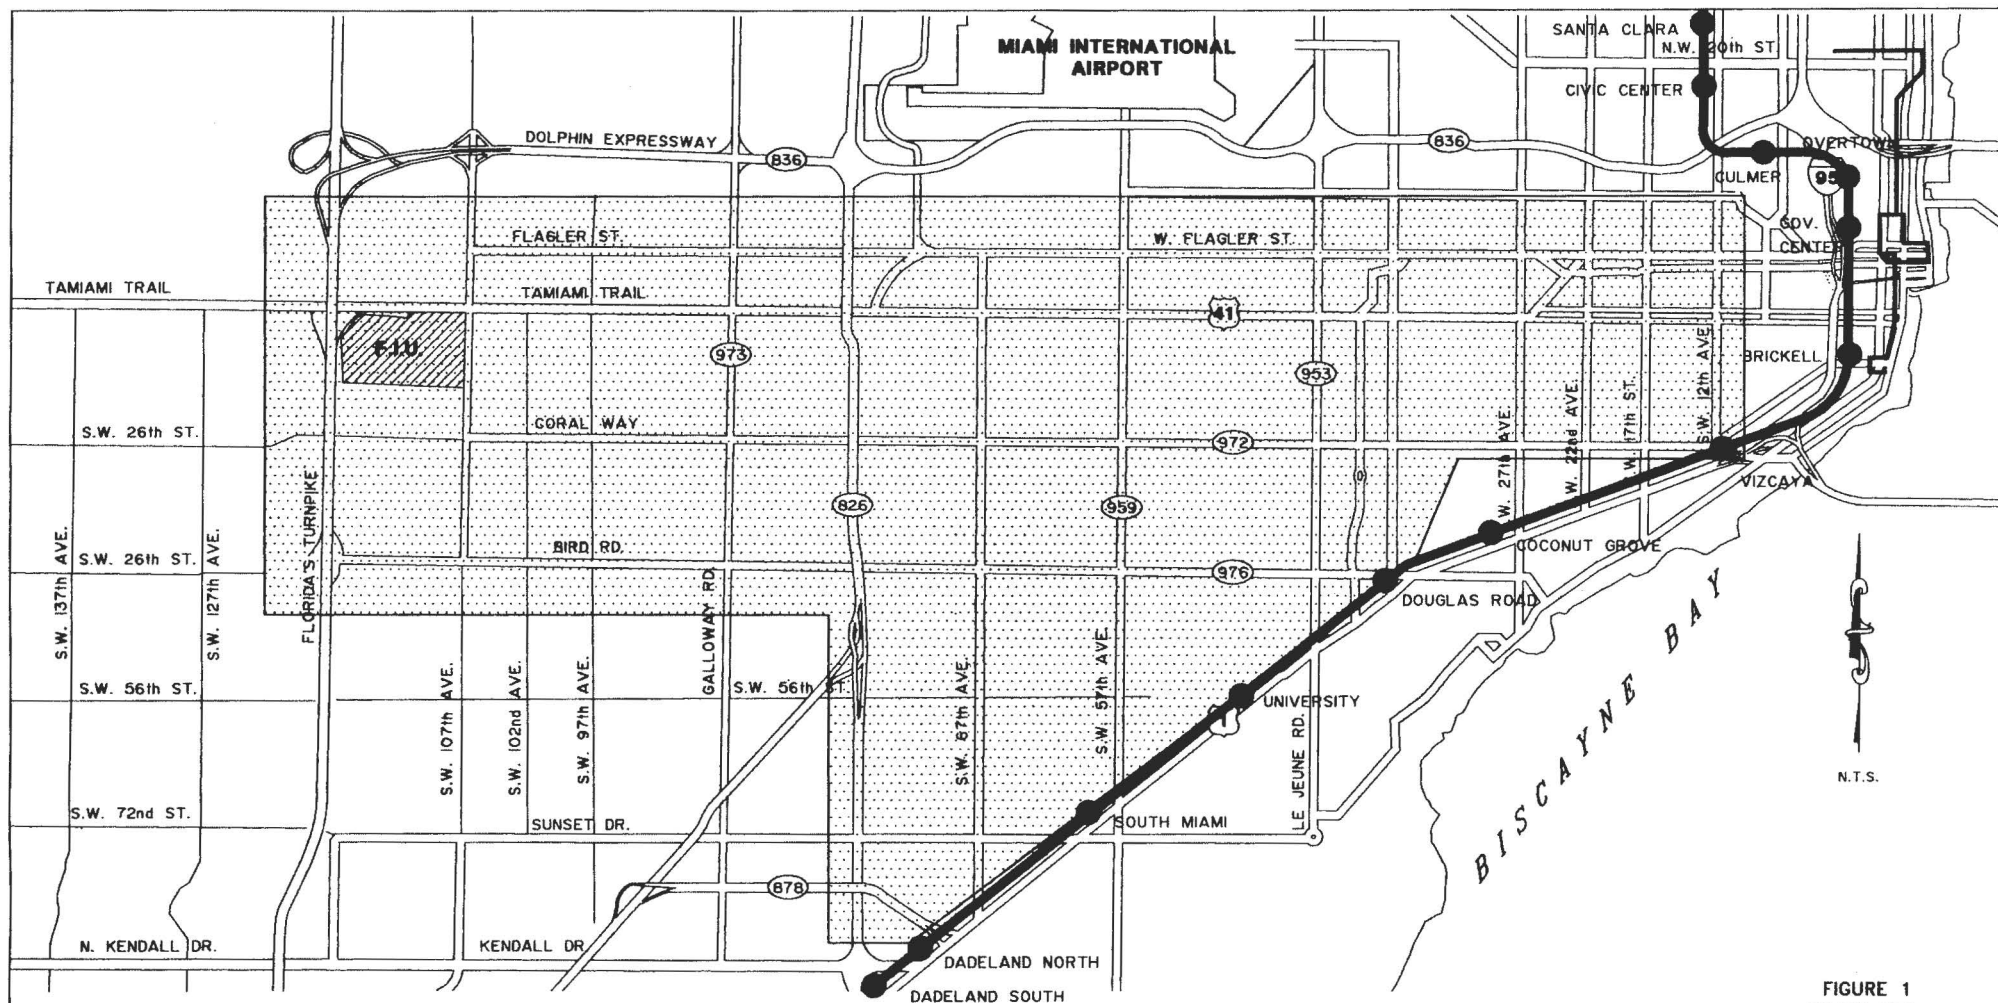 MIAMI INTERNATIONAL
AIRPORT
SANTA CLARA
N.W. 20th ST.
CIVIC CENTER
DOLPHIN EXPRESSWAY
836
836
OVERTOWN
CULMER
95
FLAGLER ST.
W. FLAGLER ST.
GOV.
CENTER
TAMIAMI TRAIL
TAMIAMI TRAIL
41
F.I.U.
973
953
BRICKELL
S.W. 12th AVE.
S.W. 26th ST.
CORAL WAY
972
W. 27th AVE.
W. 22nd AVE.
W. 17th ST.
VIZCAYA
FLORIDA'S TURNPIKE
826
959
S.W. 137th AVE.
S.W. 127th AVE.
S.W. 26th ST.
BIRD RD.
976
COCONUT GROVE
GALLOWAY RD.
DOUGLAS ROAD
BISCAYNE BAY
S.W. 56th ST.
S.W. 56th ST.
UNIVERSITY
1
S.W. 107th AVE.
S.W. 102nd AVE.
S.W. 97th AVE.
S.W. 87th AVE.
S.W. 57th AVE.
LE JEUNE RD.
N.T.S.
S.W. 72nd ST.
SUNSET DR.
SOUTH MIAMI
878
N. KENDALL DR.
KENDALL DR
DADELAND NORTH
DADELAND SOUTH
FIGURE 1